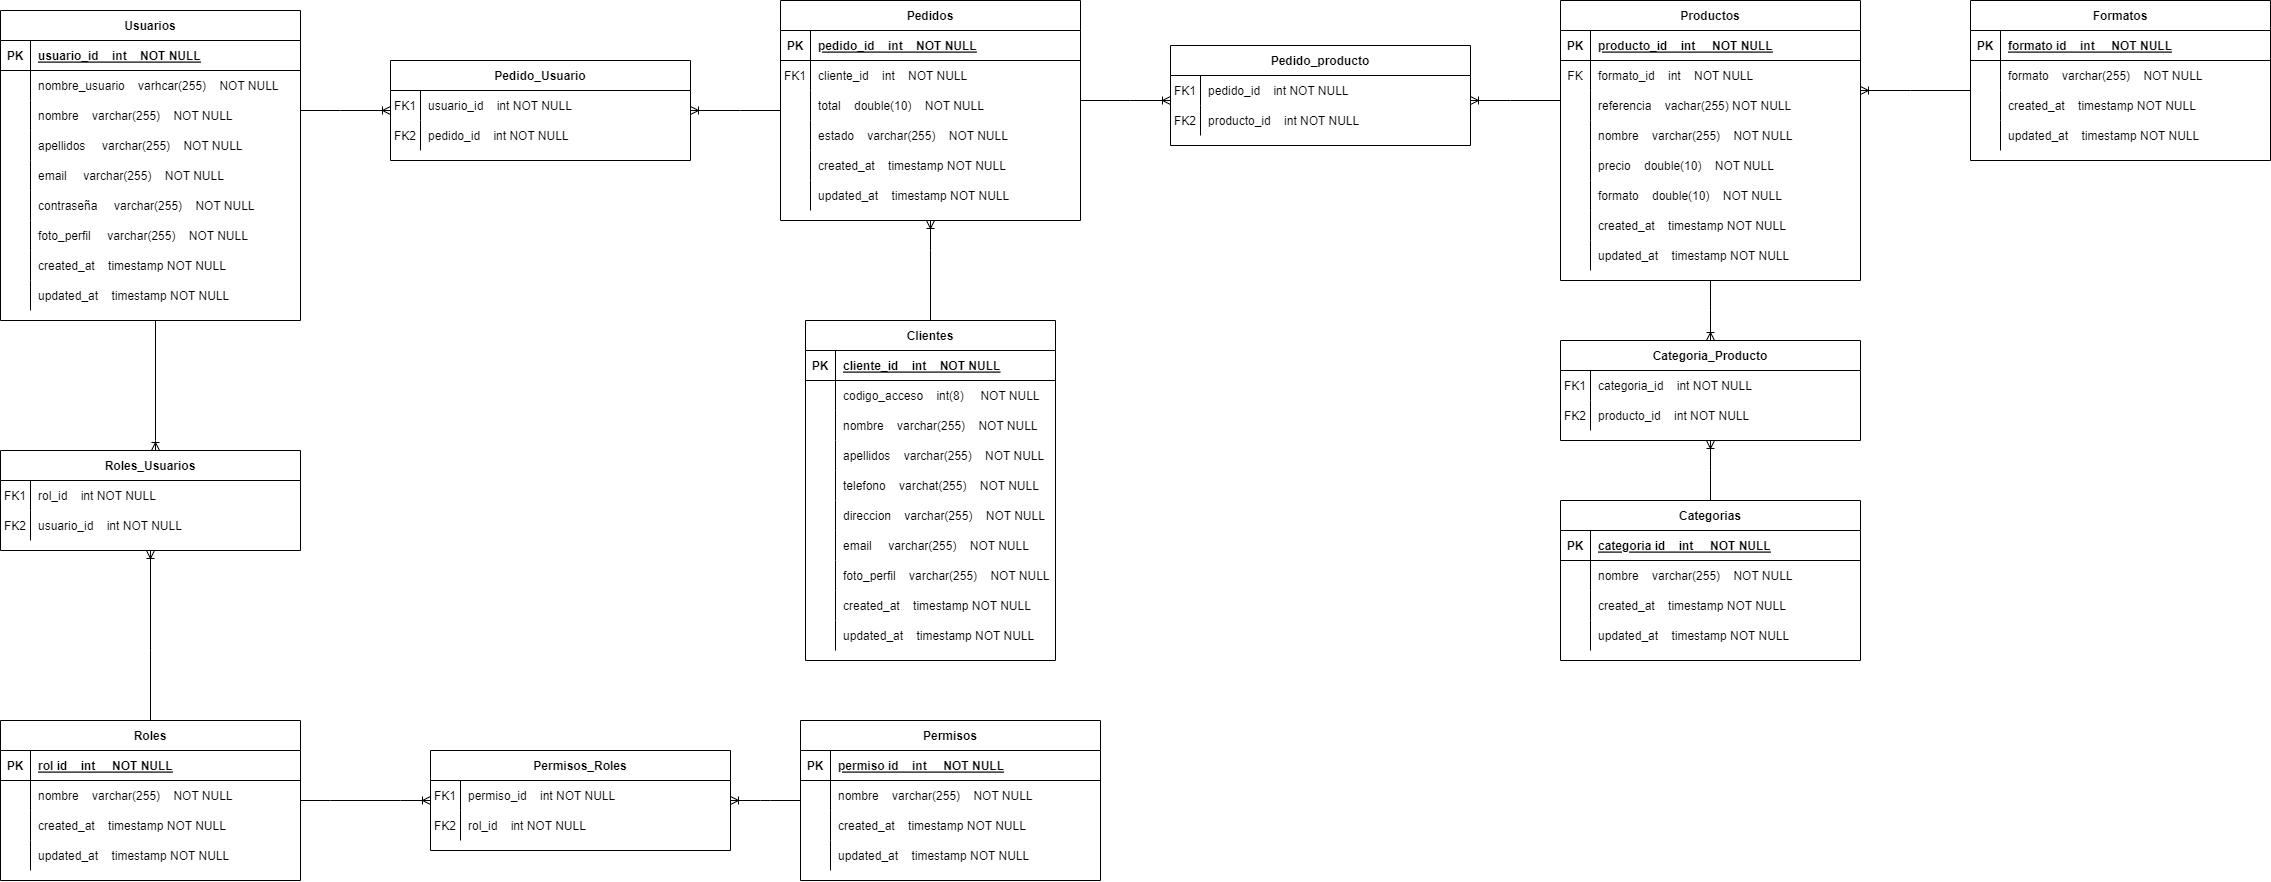 Usuarios
PK usuario_id int NOT NULL
nombre_usuario varhcar(255) NOT NULL
nombre varchar(255) NOT NULL
apellidos varchar(255) NOT NULL
email varchar(255) NOT NULL
contraseña varchar(255) NOT NULL
foto_perfil varchar(255) NOT NULL
created_at timestamp NOT NULL
updated_at timestamp NOT NULL
Pedido_Usuario
FK1 usuario_id int NOT NULL
FK2 pedido_id int NOT NULL
Pedidos
PK pedido_id int NOT NULL
FK1 cliente_id int NOT NULL
total double(10) NOT NULL
estado varchar(255) NOT NULL
created_at timestamp NOT NULL
updated_at timestamp NOT NULL
Pedido_producto
FK1 pedido_id int NOT NULL
FK2 producto_id int NOT NULL
Productos
PK producto_id int NOT NULL
FK formato_id int NOT NULL
referencia vachar(255) NOT NULL
nombre varchar(255) NOT NULL
precio double(10) NOT NULL
formato double(10) NOT NULL
created_at timestamp NOT NULL
updated_at timestamp NOT NULL
Formatos
PK formato id int NOT NULL
formato varchar(255) NOT NULL
created_at timestamp NOT NULL
updated_at timestamp NOT NULL
Clientes
PK cliente_id int NOT NULL
codigo_acceso int(8) NOT NULL
nombre varchar(255) NOT NULL
apellidos varchar(255) NOT NULL
telefono varchat(255) NOT NULL
direccion varchar(255) NOT NULL
email varchar(255) NOT NULL
foto_perfil varchar(255) NOT NULL
created_at timestamp NOT NULL
updated_at timestamp NOT NULL
Categoria_Producto
FK1 categoria_id int NOT NULL
FK2 producto_id int NOT NULL
Roles_Usuarios
FK1 rol_id int NOT NULL
FK2 usuario_id int NOT NULL
Categorias
PK categoria id int NOT NULL
nombre varchar(255) NOT NULL
created_at timestamp NOT NULL
updated_at timestamp NOT NULL
Roles
PK rol id int NOT NULL
nombre varchar(255) NOT NULL
created_at timestamp NOT NULL
updated_at timestamp NOT NULL
Permisos_Roles
FK1 permiso_id int NOT NULL
FK2 rol_id int NOT NULL
Permisos
PK permiso id int NOT NULL
nombre varchar(255) NOT NULL
created_at timestamp NOT NULL
updated_at timestamp NOT NULL